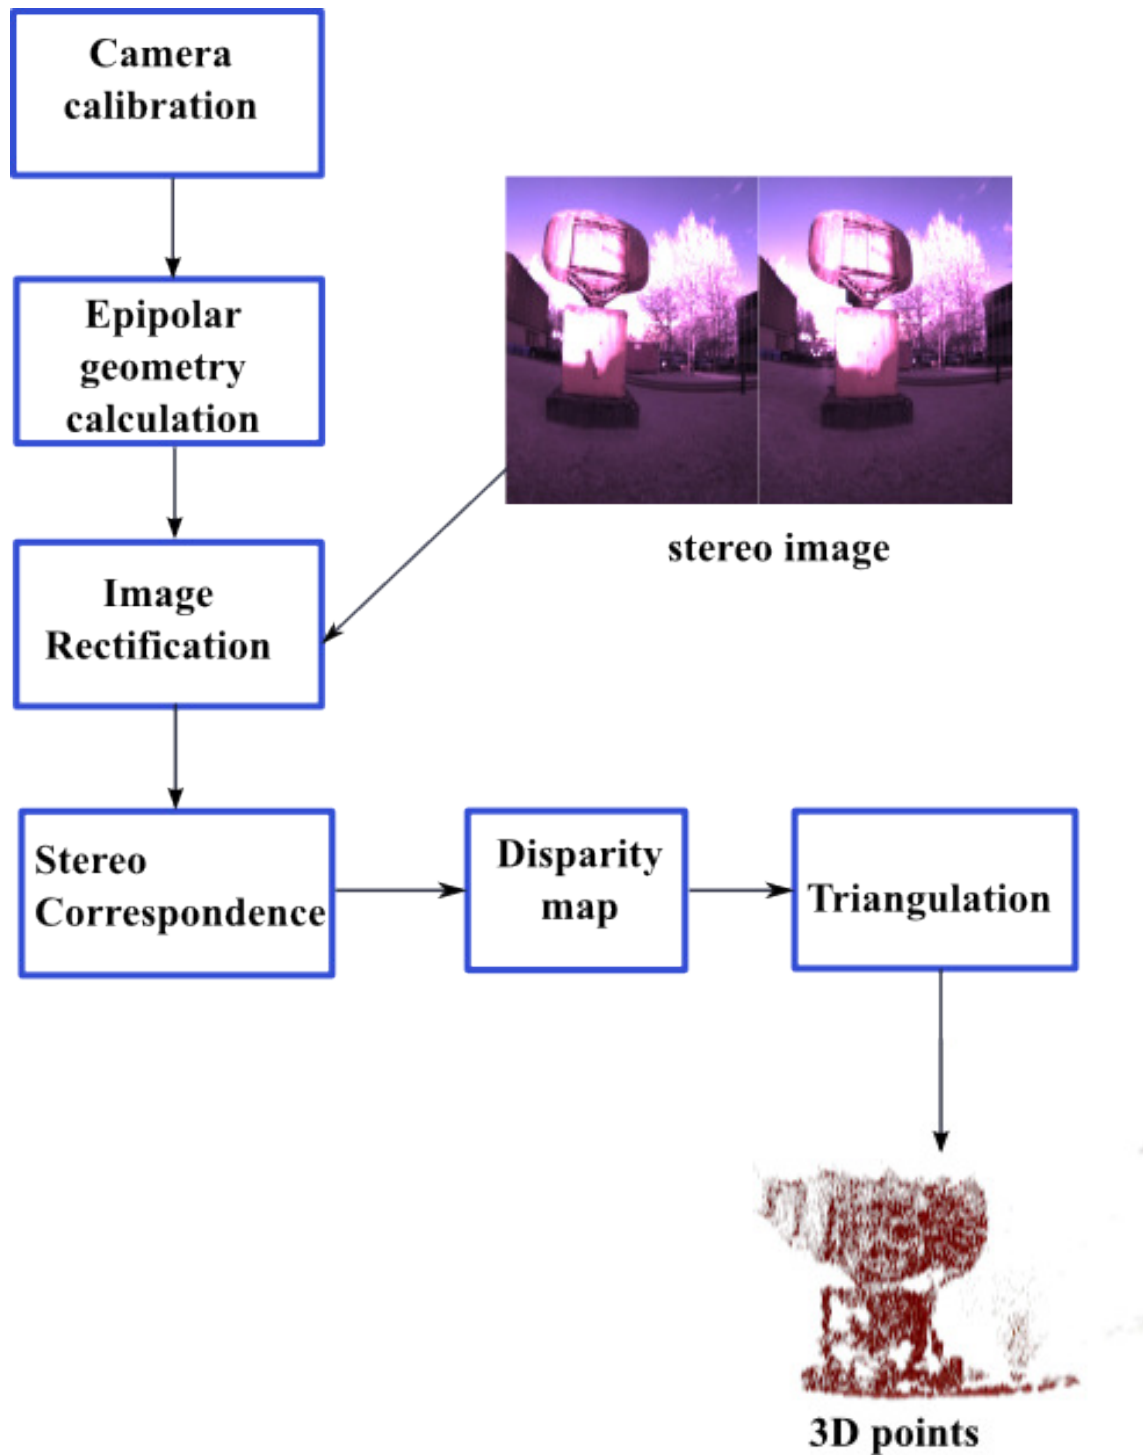 Camera
calibration
Epipolar
geometry
calculation
stereo image
Image
Rectification
Stereo
Correspondence
Disparity
map
Triangulation
3D points